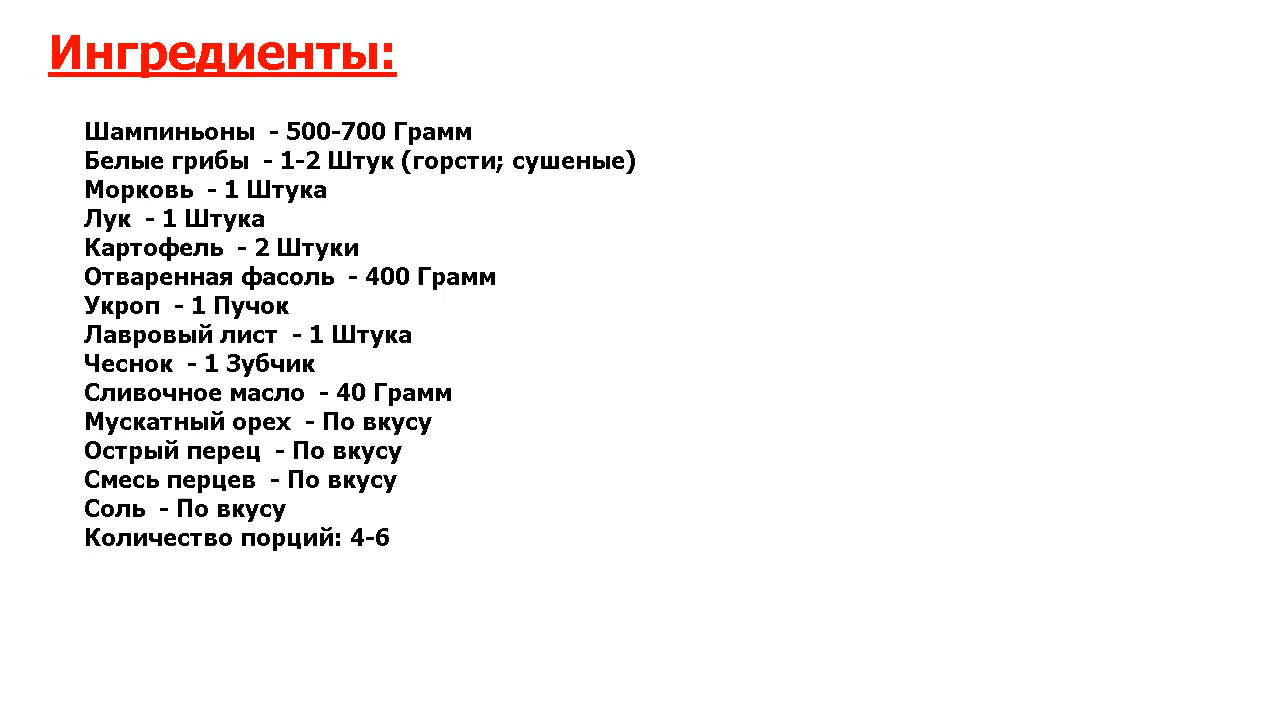 Ингредиенты:
Шампиньоны - 500-700 Грамм
Белые грибы - 1-2 Штук (горсти; сушеные)
Морковь - 1 Штука
Лук - 1 Штука
Картофель - 2 Штуки
Отваренная фасоль - 400 Грамм
Укроп - 1 Пучок
Лавровый лист - 1 Штука
Чеснок - 1 Зубчик
Сливочное масло - 40 Грамм
Мускатный орех - По вкусу
Острый перец - По вкусу
Смесь перцев - По вкусу
Соль - По вкусу
Количество порций: 4-6